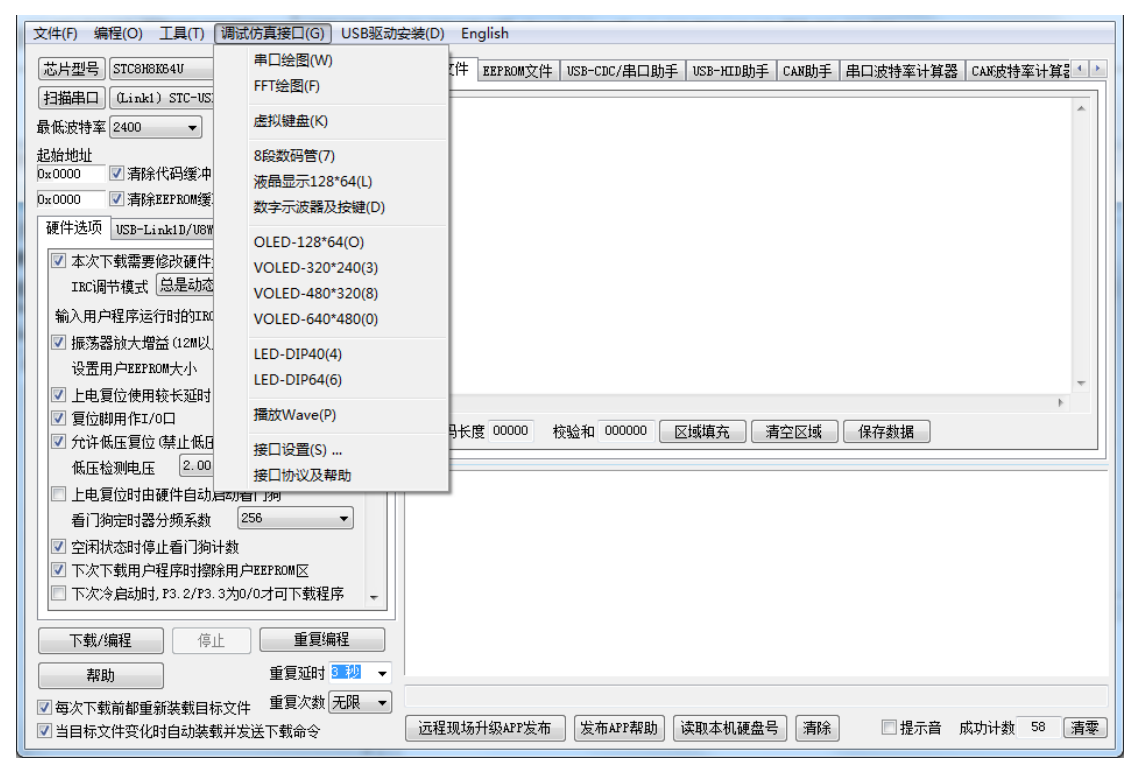 文件(F) 编程(O) 工具(T) 调试仿真接口(G) USB驱动安装(D) English
串口绘图(W)
FFT绘图(F)
虚拟键盘(K)
8段数码管(7)
液晶显示128*64(L)
数字示波器及按键(D)
OLED-128*64(O)
VOLED-320*240(3)
VOLED-480*320(8)
VOLED-640*480(0)
LED-DIP40(4)
LED-DIP64(6)
播放Wave(P)
接口设置(S) ...
接口协议及帮助
芯片型号 STC8H8K64U
扫描串口 (Link1) STC-US
最低波特率 2400
起始地址
0x0000 清除代码缓冲
0x0000 清除EEPROM缓
硬件选项 USB-Link1D/U8W
本次下载需要修改硬件
IRC调节模式 总是动态
输入用户程序运行时的IRC
振荡器放大增益(12M以
设置用户EEPROM大小
上电复位使用较长延时
复位脚用作I/O口
允许低压复位(禁止低压
低压检测电压 2.00
上电复位时由硬件自动启动看门狗
看门狗定时器分频系数 256
空闲状态时停止看门狗计数
下次下载用户程序时擦除用户EEPROM区
下次冷启动时,P3.2/P3.3为0/0才可下载程序
下载/编程 停止 重复编程
帮助 重复延时 3 秒
每次下载前都重新装载目标文件 重复次数 无限
当目标文件变化时自动装载并发送下载命令
文件 EEPROM文件 USB-CDC/串口助手 USB-HID助手 CAN助手 串口波特率计算器 CAN波特率计算器
码长度 00000 校验和 000000 区域填充 清空区域 保存数据
远程现场升级APP发布 发布APP帮助 读取本机硬盘号 清除 提示音 成功计数 58 清零